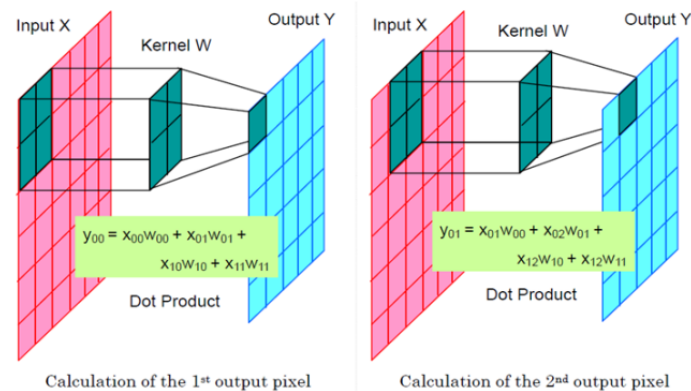 Input X
Kernel W
Output Y
y₀₀ = x₀₀w₀₀ + x₀₁w₀₁ +
x₁₀w₁₀ + x₁₁w₁₁
Dot Product
Calculation of the 1ˢᵗ output pixel
Input X
Kernel W
Output Y
y₀₁ = x₀₁w₀₀ + x₀₂w₀₁ +
x₁₂w₁₀ + x₁₂w₁₁
Dot Product
Calculation of the 2ⁿᵈ output pixel